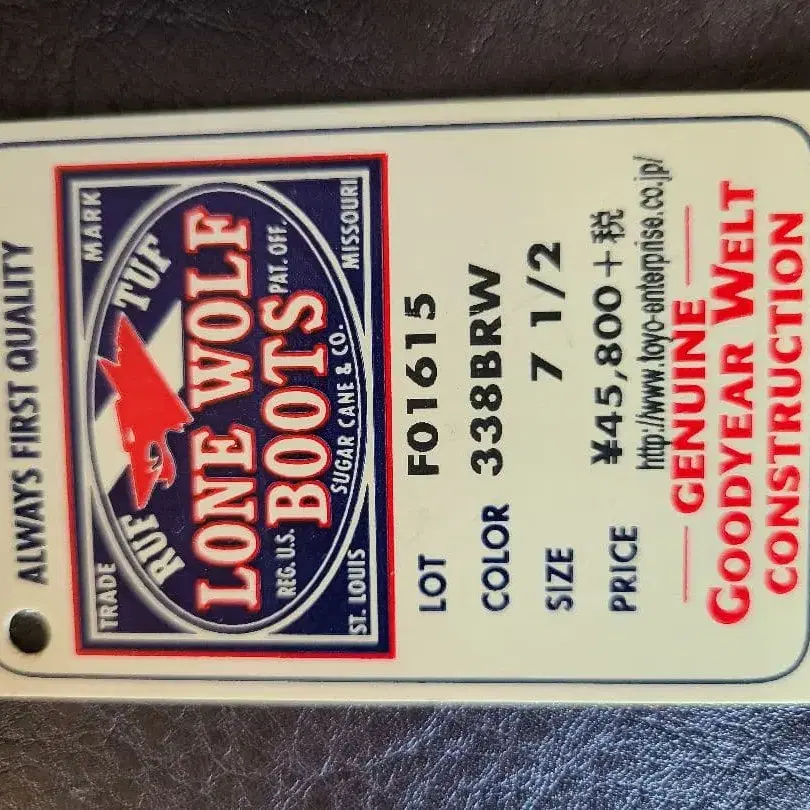 ALWAYS FIRST QUALITY
TRADE MARK
RUF TUF
LONE WOLF
REG. U.S. BOOTS PAT. OFF.
SUGAR CANE & CO.
ST. LOUIS MISSOURI
LOT F01615
COLOR 338BRW
SIZE 7 1/2
PRICE ¥45,800+税
http://www.toyo-enterprise.co.jp/
GENUINE
GOODYEAR WELT
CONSTRUCTION